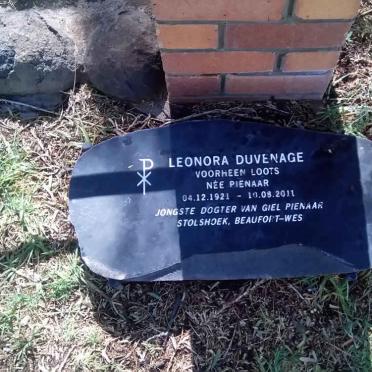 LEONORA DUVENAGE
VOORHEEN LOOTS
NÉE PIENAAR
04.12.1921 - 10.08.2011
JONGSTE DOGTER VAN GIEL PIENAAR
STOLSHOEK, BEAUFORT-WES